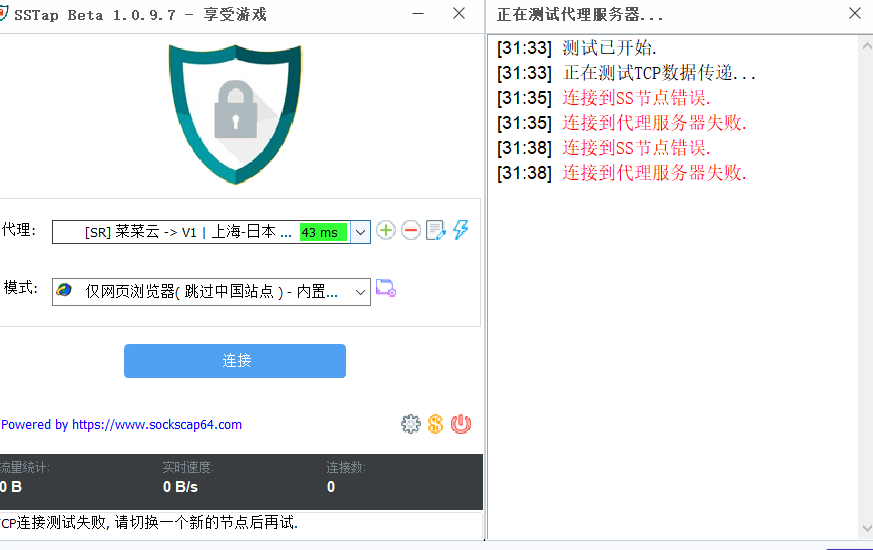 SSTap Beta 1.0.9.7 - 享受游戏
代理:
[SR] 菜菜云 -> V1 | 上海-日本 ...
43 ms
模式:
仅网页浏览器( 跳过中国站点 ) - 内置...
连接
Powered by https://www.sockscap64.com
流量统计:
实时速度:
连接数:
0 B
0 B/s
0
TCP连接测试失败, 请切换一个新的节点后再试.
正在测试代理服务器...
[31:33] 测试已开始.
[31:33] 正在测试TCP数据传递...
[31:35] 连接到SS节点错误.
[31:35] 连接到代理服务器失败.
[31:38] 连接到SS节点错误.
[31:38] 连接到代理服务器失败.